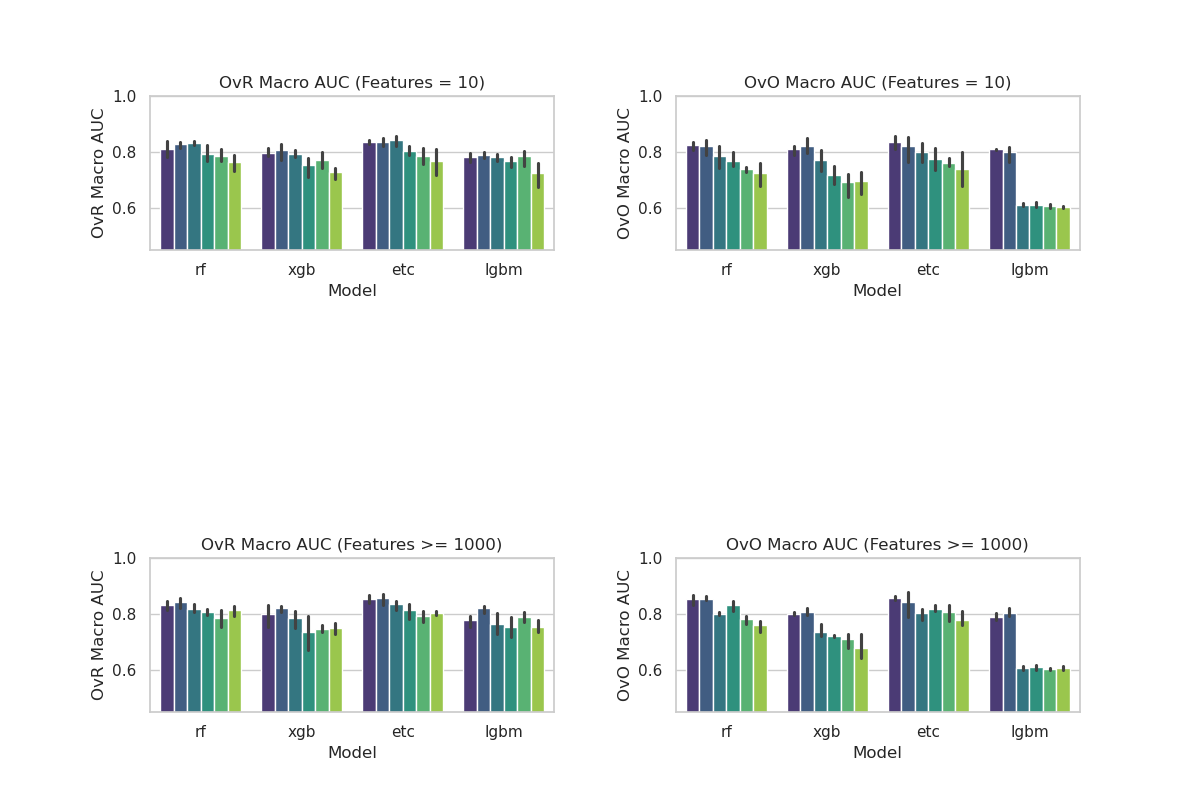 OvR Macro AUC (Features = 10)
OvR Macro AUC
1.0
0.8
0.6
rf xgb etc lgbm
Model
OvO Macro AUC (Features = 10)
OvO Macro AUC
1.0
0.8
0.6
rf xgb etc lgbm
Model
OvR Macro AUC (Features >= 1000)
OvR Macro AUC
1.0
0.8
0.6
rf xgb etc lgbm
Model
OvO Macro AUC (Features >= 1000)
OvO Macro AUC
1.0
0.8
0.6
rf xgb etc lgbm
Model